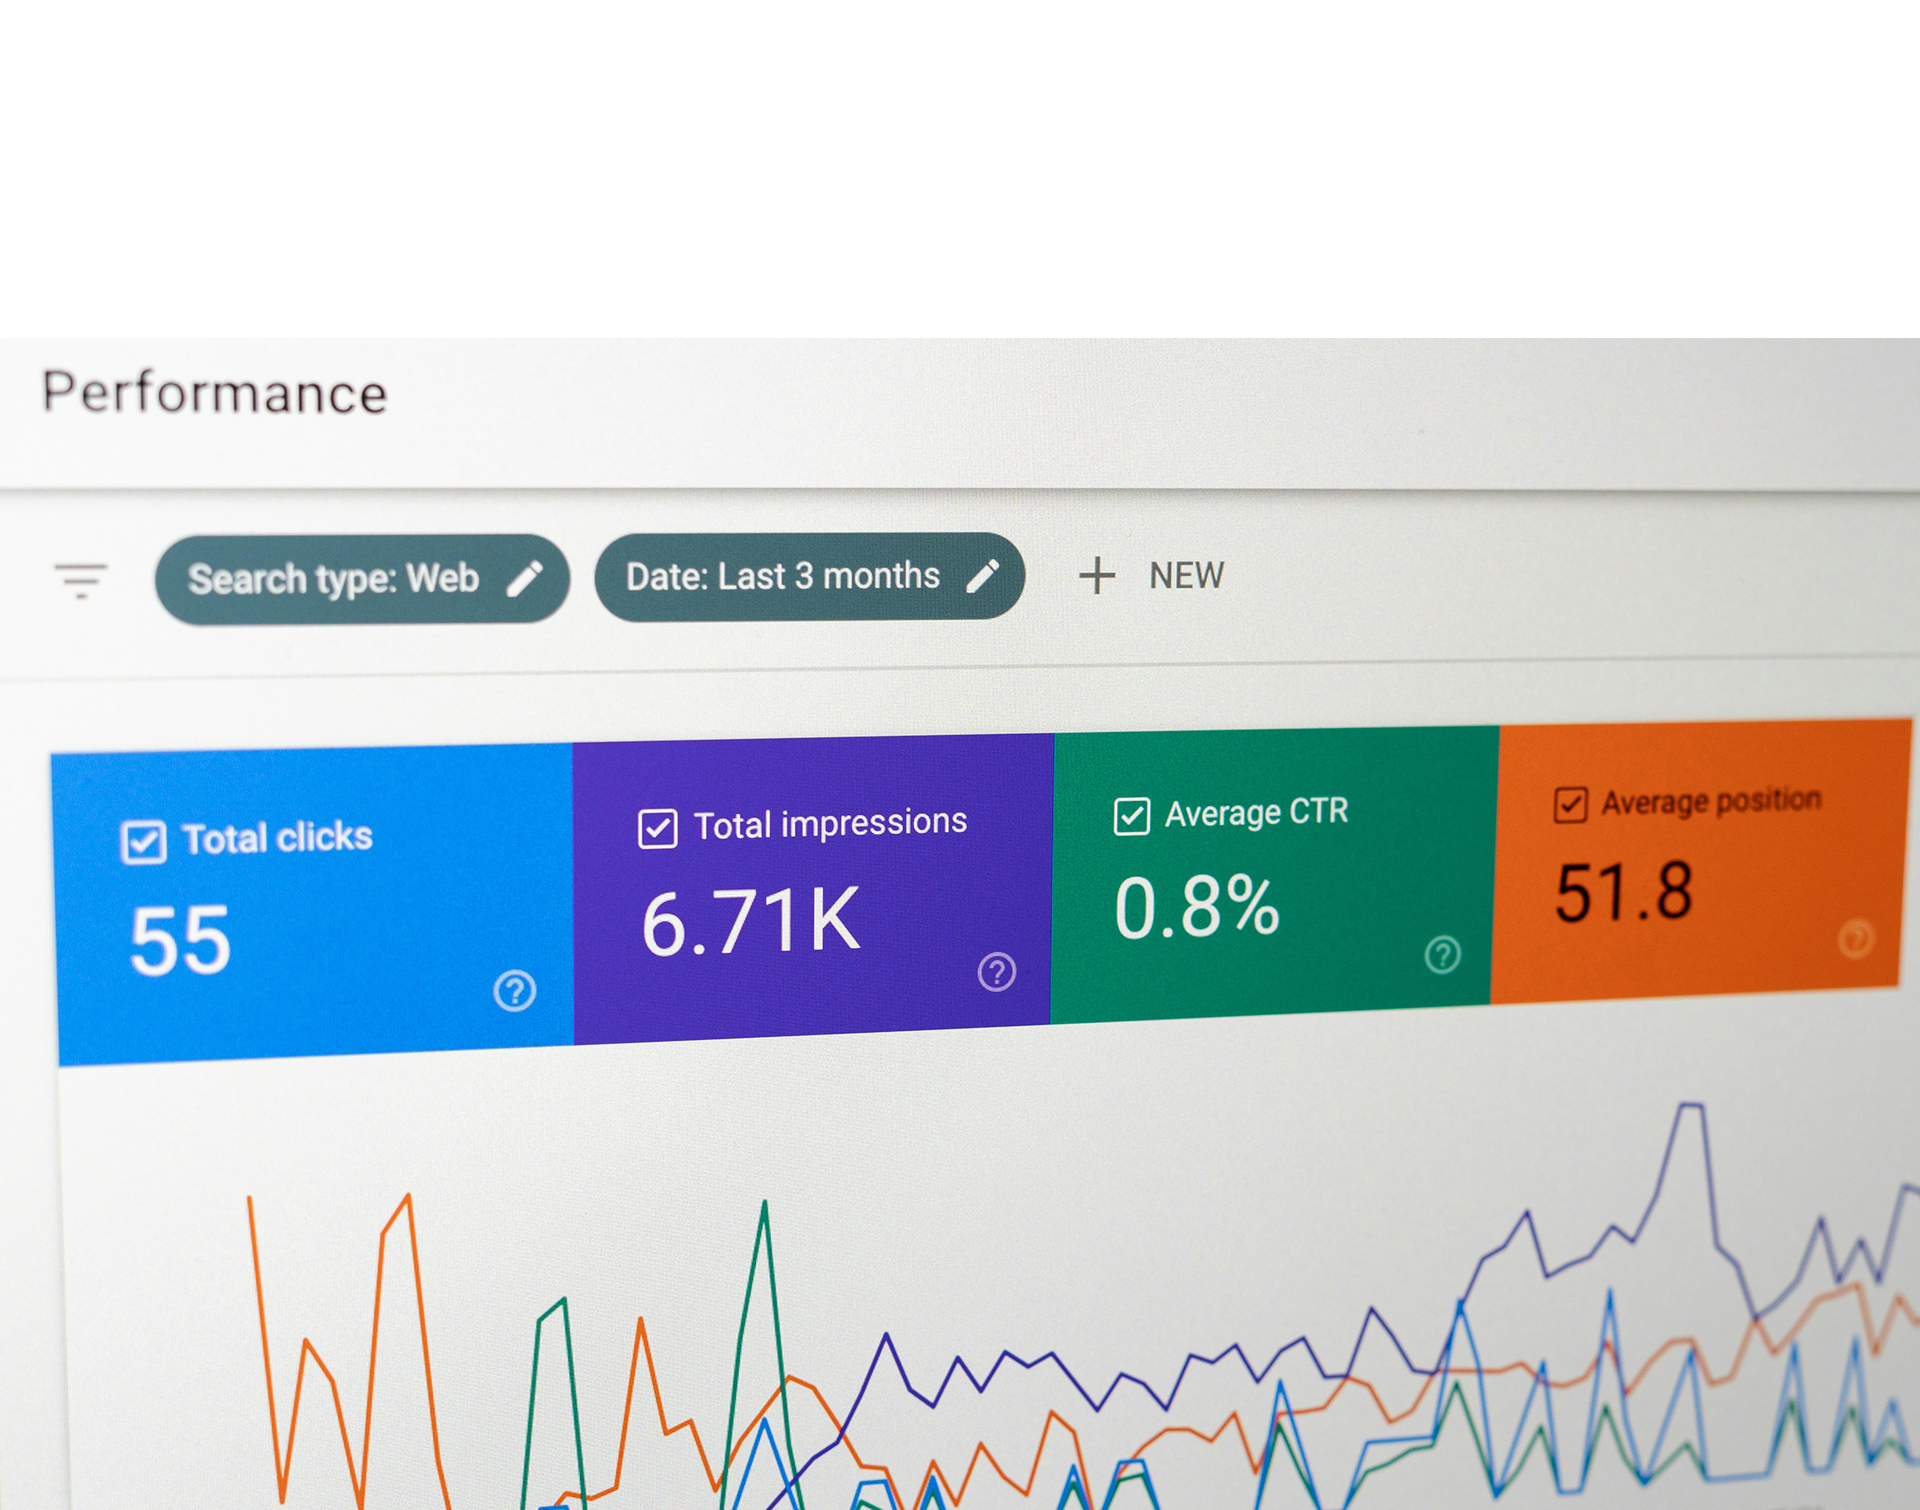 Performance
Search type: Web
Date: Last 3 months
+ NEW
Total clicks
55
Total impressions
6.71K
Average CTR
0.8%
Average position
51.8